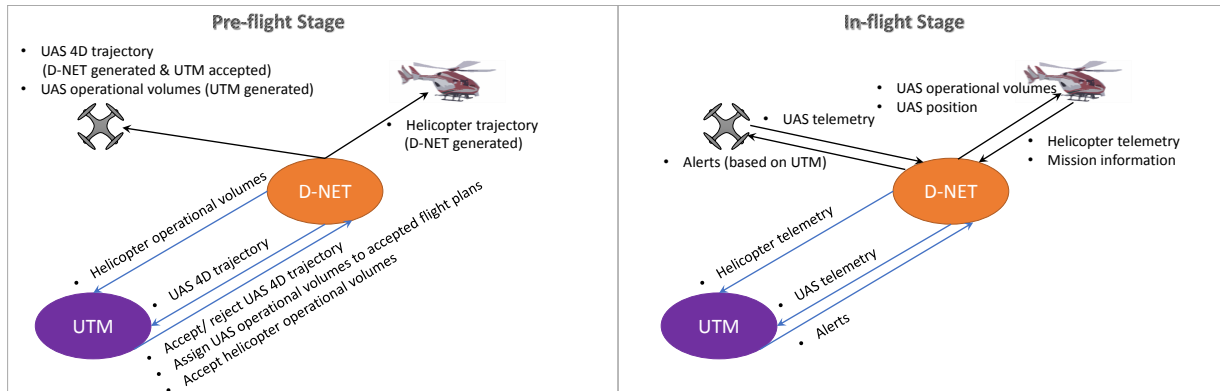 Pre-flight Stage
• UAS 4D trajectory
(D-NET generated & UTM accepted)
• UAS operational volumes (UTM generated)
• Helicopter trajectory
(D-NET generated)
D-NET
• Helicopter operational volumes
• UAS 4D trajectory
• Accept/ reject UAS 4D trajectory
• Assign UAS operational volumes to accepted flight plans
• Accept helicopter operational volumes
UTM
In-flight Stage
• UAS operational volumes
• UAS position
• UAS telemetry
• Helicopter telemetry
• Mission information
• Alerts (based on UTM)
D-NET
• Helicopter telemetry
• UAS telemetry
• Alerts
UTM